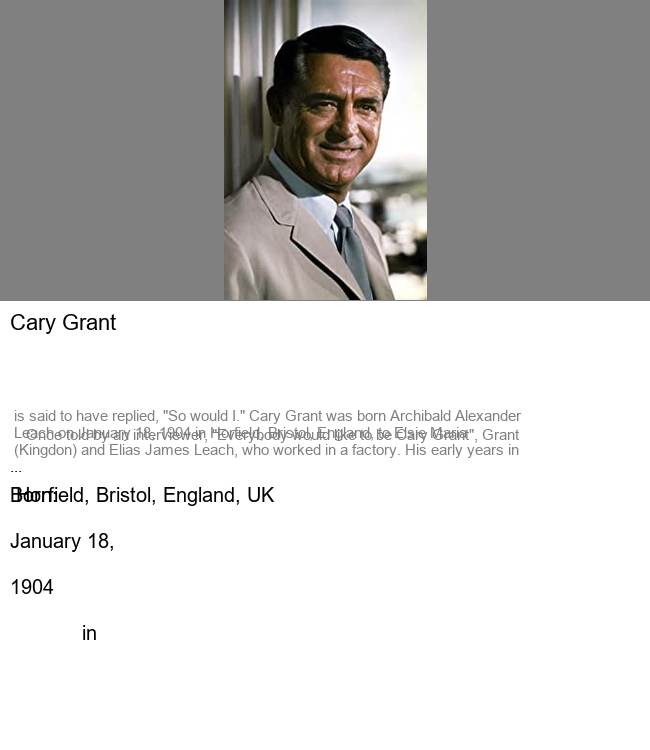 Cary Grant
is said to have replied, "So would I." Cary Grant was born Archibald Alexander
Leach on January 18, 1904 in Horfield, Bristol, England, to Elsie Maria
Once told by an interviewer, "Everybody would like to be Cary Grant", Grant
(Kingdon) and Elias James Leach, who worked in a factory. His early years in
...
Born:
Horfield, Bristol, England, UK
January 18,
1904
in